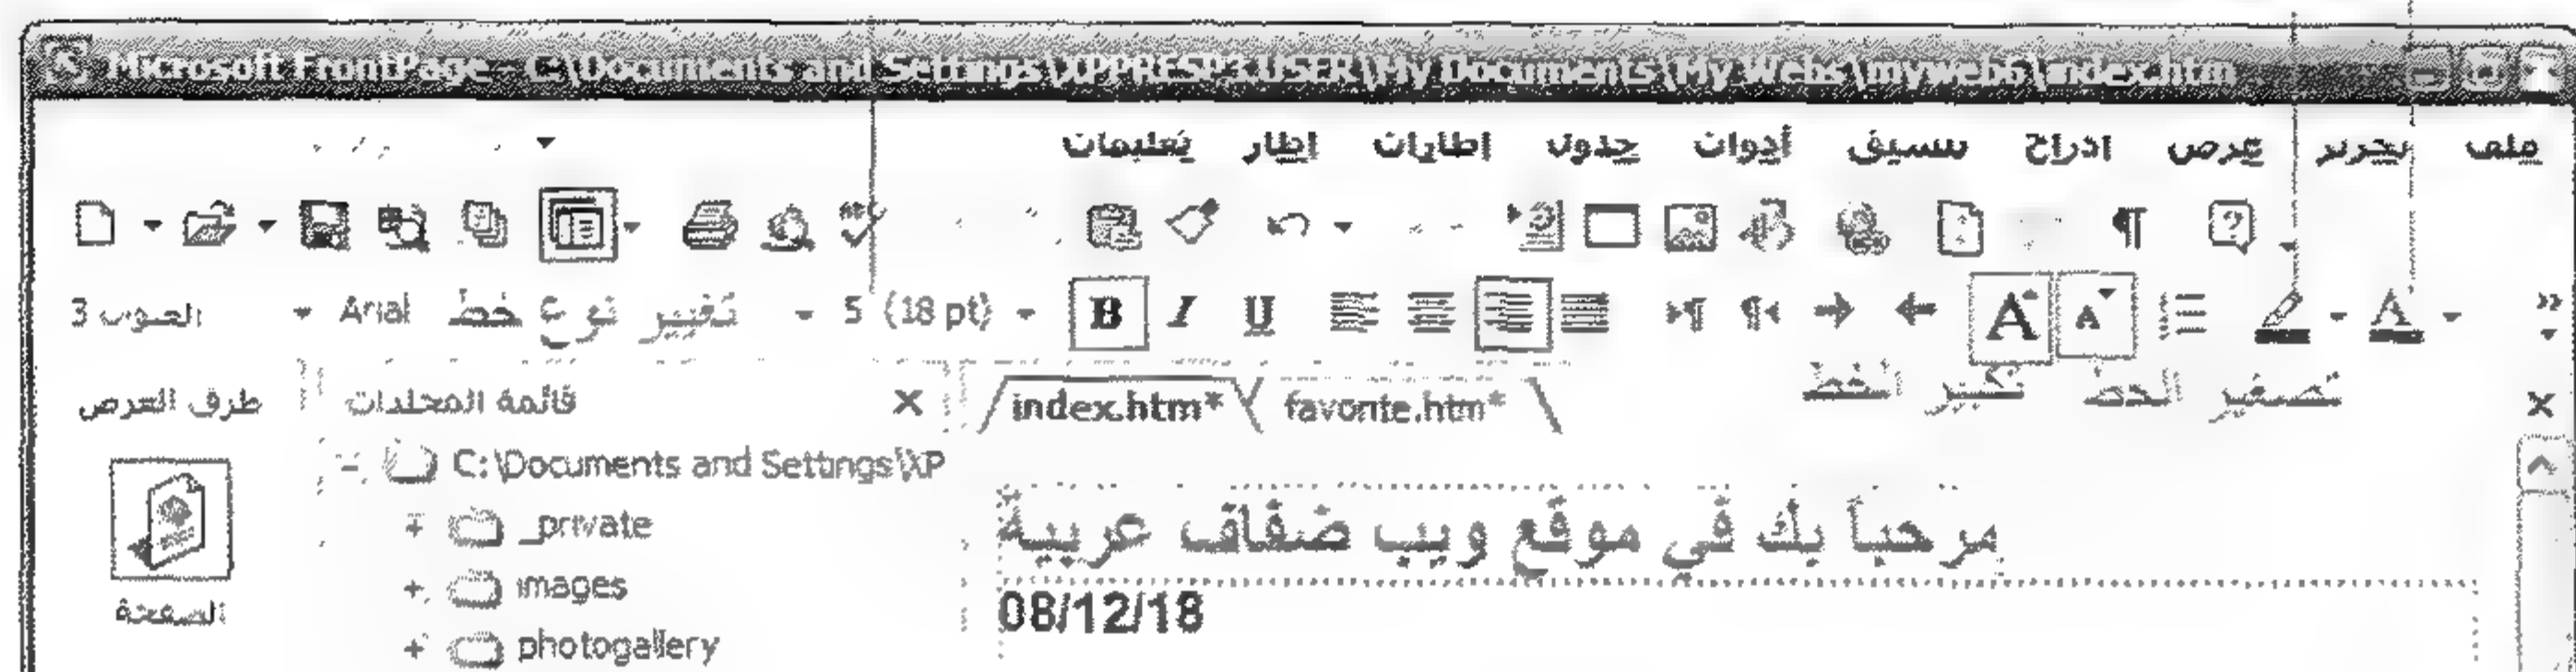 Microsoft FrontPage - C:\Documents and Settings\XPPRESP3.USER\My Documents\My Webs\myweb6\index.htm
ملف تحرير عرض ادراج تنسيق أدوات جدول اطارات إطار تعليمات
العنوان 3 Arial تغيير نوع خط 5 (18 pt) B I U A A A
تصغير الخط تكبير الخط
طرق العرض قائمة المجلدات index.htm* favorite.htm*
C:\Documents and Settings\XP
مرحباً بك في موقع ويب ضفاف عربية
_private
images
08/12/18
الصفحة
photogallery